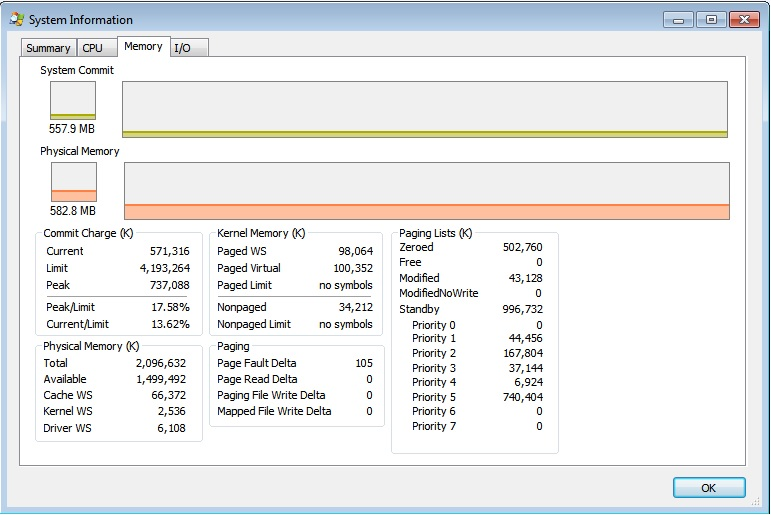 System Information
Summary CPU Memory I/O
System Commit
557.9 MB
Physical Memory
582.8 MB
Commit Charge (K)
Current 571,316
Limit 4,193,264
Peak 737,088
Peak/Limit 17.58%
Current/Limit 13.62%
Kernel Memory (K)
Paged WS 98,064
Paged Virtual 100,352
Paged Limit no symbols
Nonpaged 34,212
Nonpaged Limit no symbols
Paging Lists (K)
Zeroed 502,760
Free 0
Modified 43,128
ModifiedNoWrite 0
Standby 996,732
Priority 0 0
Priority 1 44,456
Priority 2 167,804
Priority 3 37,144
Priority 4 6,924
Priority 5 740,404
Priority 6 0
Priority 7 0
Physical Memory (K)
Total 2,096,632
Available 1,499,492
Cache WS 66,372
Kernel WS 2,536
Driver WS 6,108
Paging
Page Fault Delta 105
Page Read Delta 0
Paging File Write Delta 0
Mapped File Write Delta 0
OK